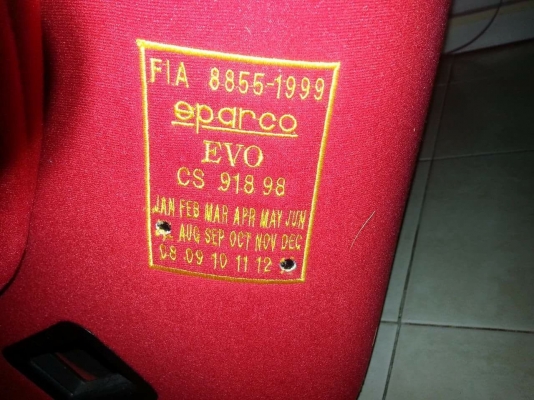 FIA 8855-1999
sparco
EVO
CS 918 98
JAN FEB MAR APR MAY JUN
AUG SEP OCT NOV DEC
08 09 10 11 12